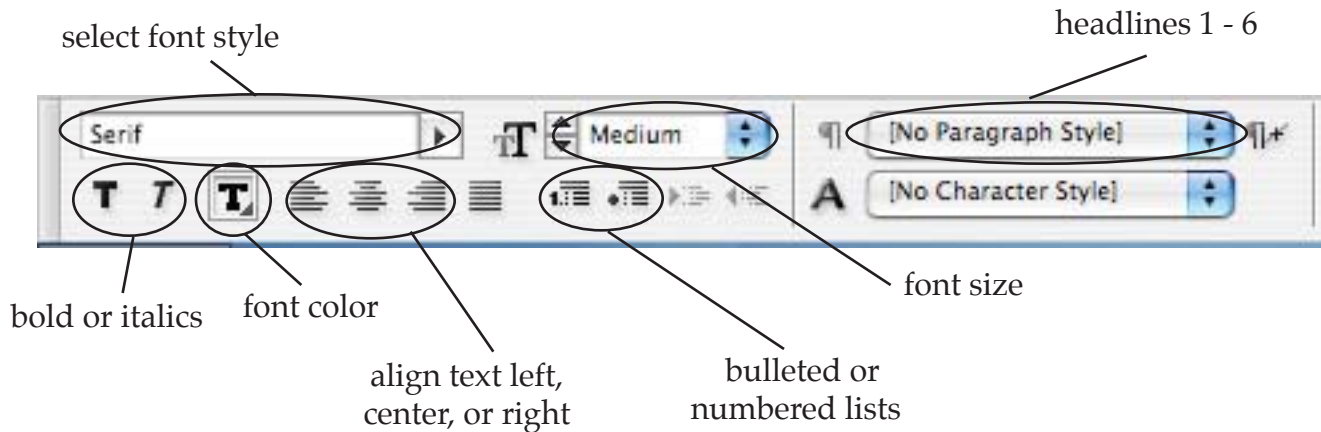 select font style
headlines 1 - 6
Serif
Medium
[No Paragraph Style]
[No Character Style]
bold or italics
font color
font size
align text left,
center, or right
bulleted or
numbered lists